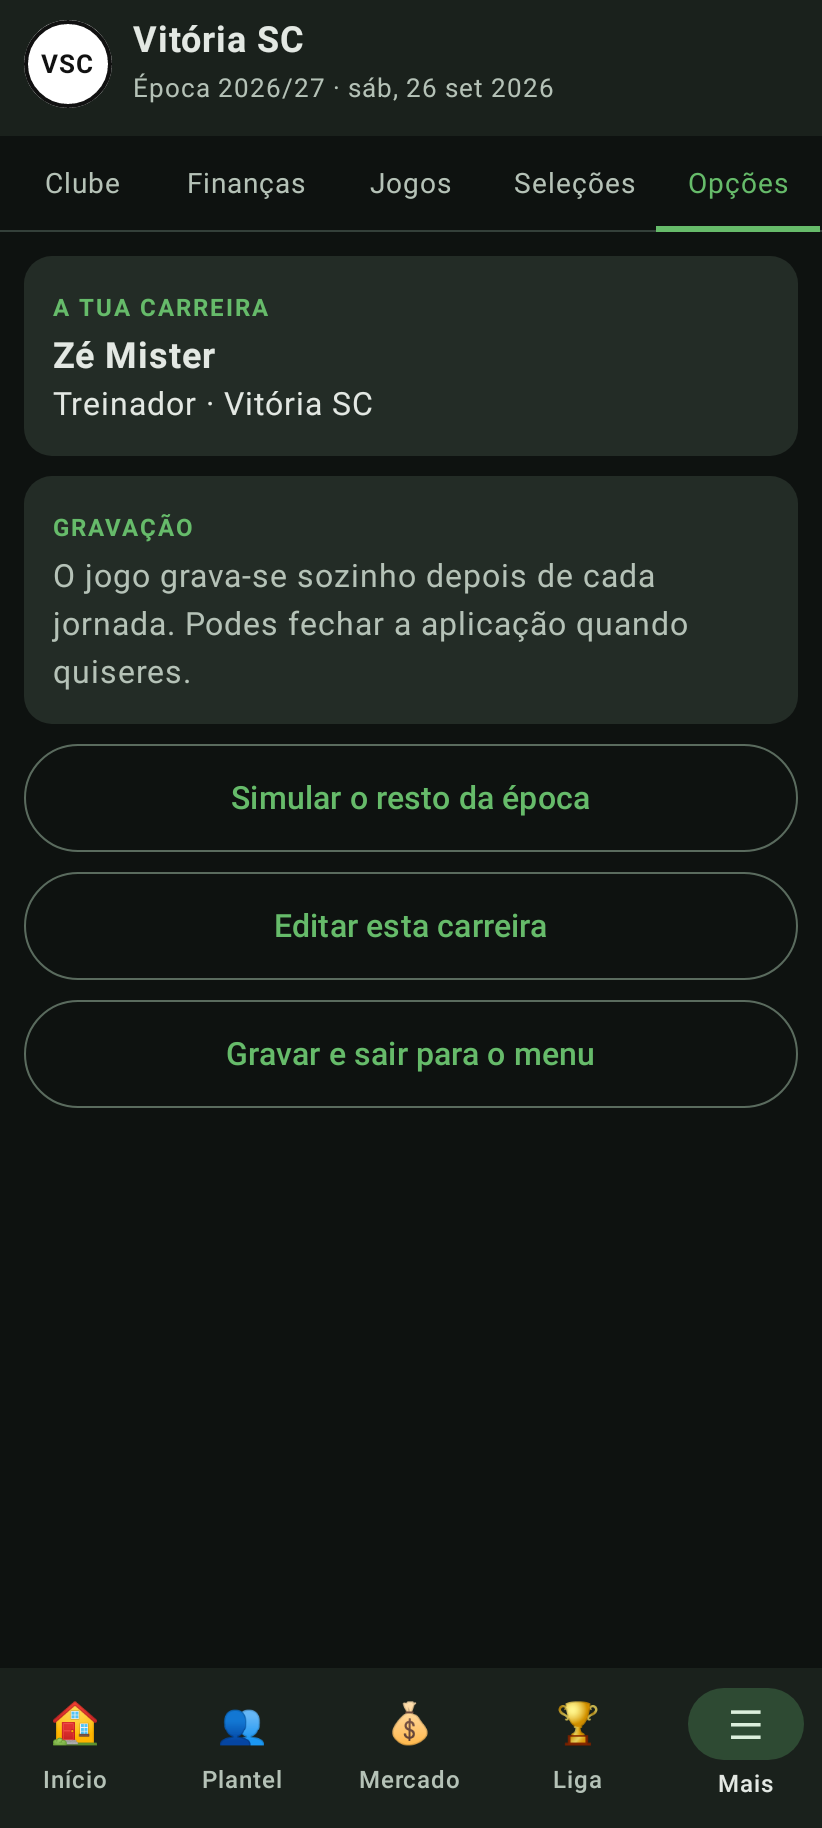 VSC
Vitória SC
Época 2026/27 · sáb, 26 set 2026
Clube
Finanças
Jogos
Seleções
Opções
A TUA CARREIRA
Zé Mister
Treinador · Vitória SC
GRAVAÇÃO
O jogo grava-se sozinho depois de cada
jornada. Podes fechar a aplicação quando
quiseres.
Simular o resto da época
Editar esta carreira
Gravar e sair para o menu
Início
Plantel
Mercado
Liga
Mais